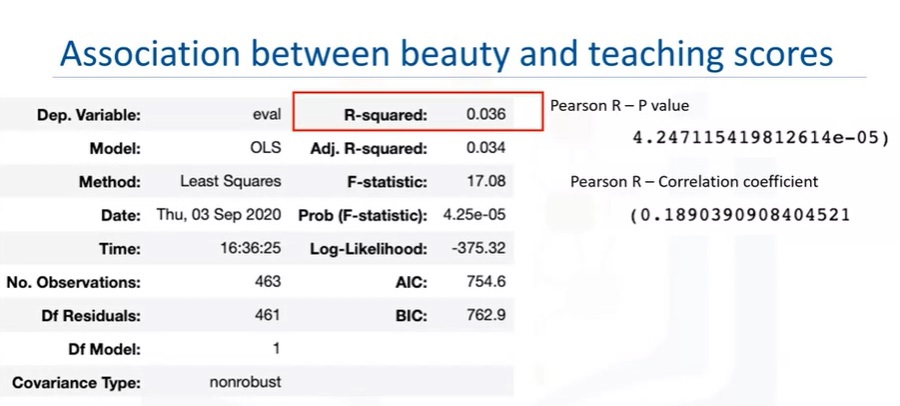 Association between beauty and teaching scores
Dep. Variable: eval R-squared: 0.036
Model: OLS Adj. R-squared: 0.034
Method: Least Squares F-statistic: 17.08
Date: Thu, 03 Sep 2020 Prob (F-statistic): 4.25e-05
Time: 16:36:25 Log-Likelihood: -375.32
No. Observations: 463 AIC: 754.6
Df Residuals: 461 BIC: 762.9
Df Model: 1
Covariance Type: nonrobust
Pearson R – P value
4.247115419812614e-05)
Pearson R – Correlation coefficient
(0.1890390908404521